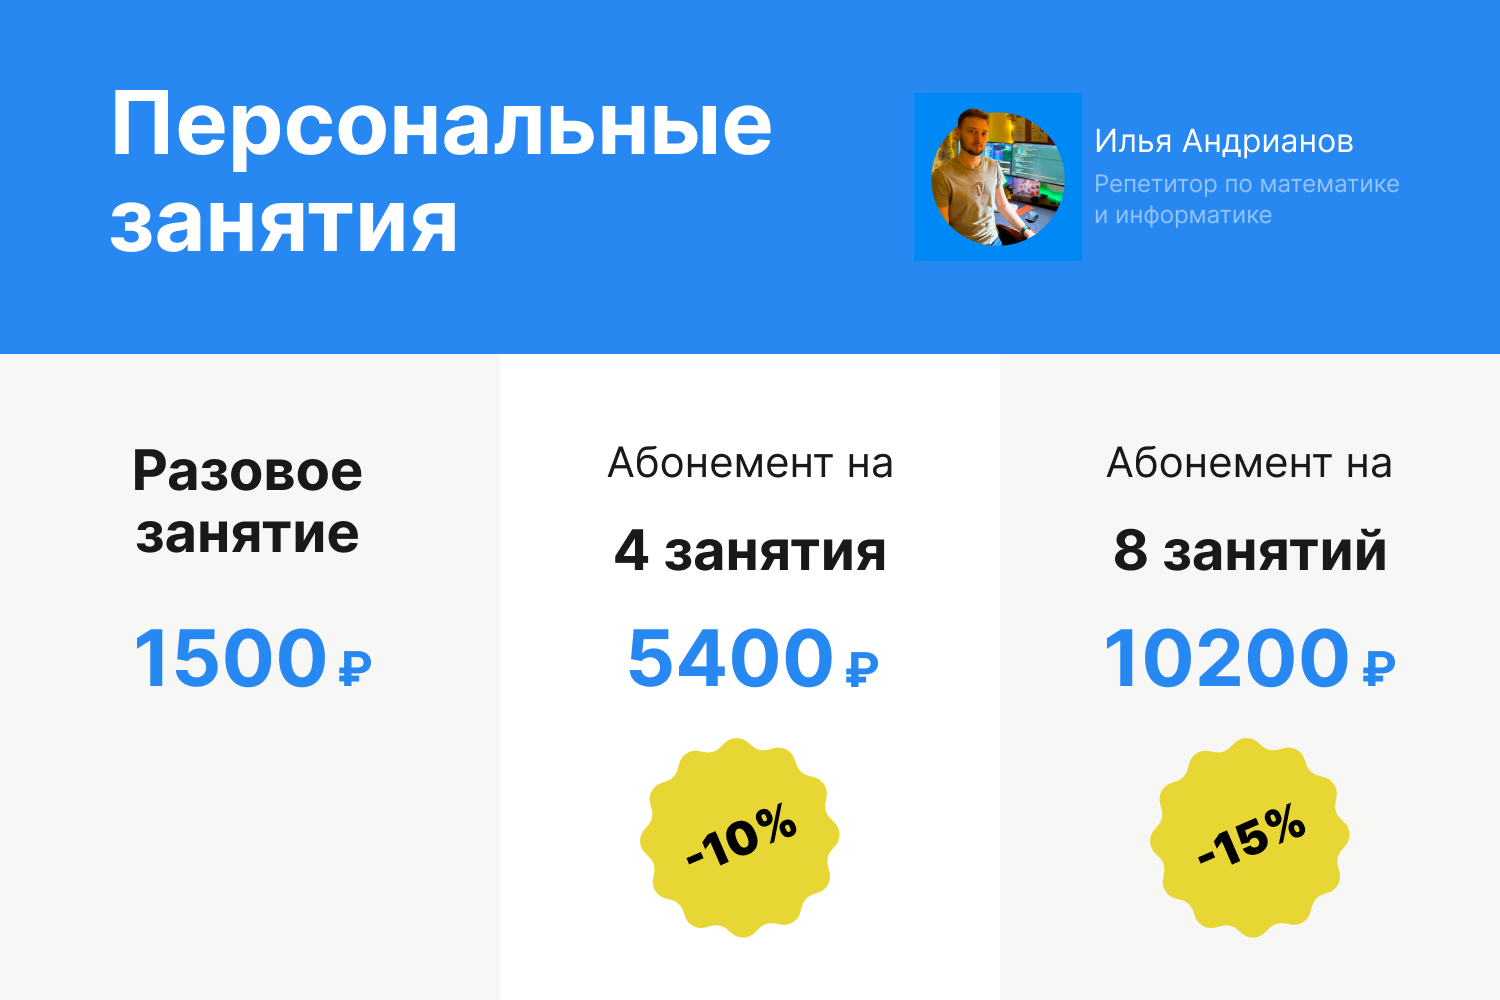 Персональные
занятия
Илья Андрианов
Репетитор по математике
и информатике
Разовое
занятие
1500 ₽
Абонемент на
4 занятия
5400 ₽
-10%
Абонемент на
8 занятий
10200 ₽
-15%